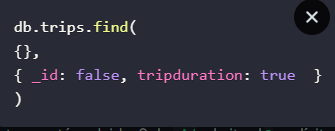 db.trips.find(
{},
{ _id: false, tripduration: true  }
)